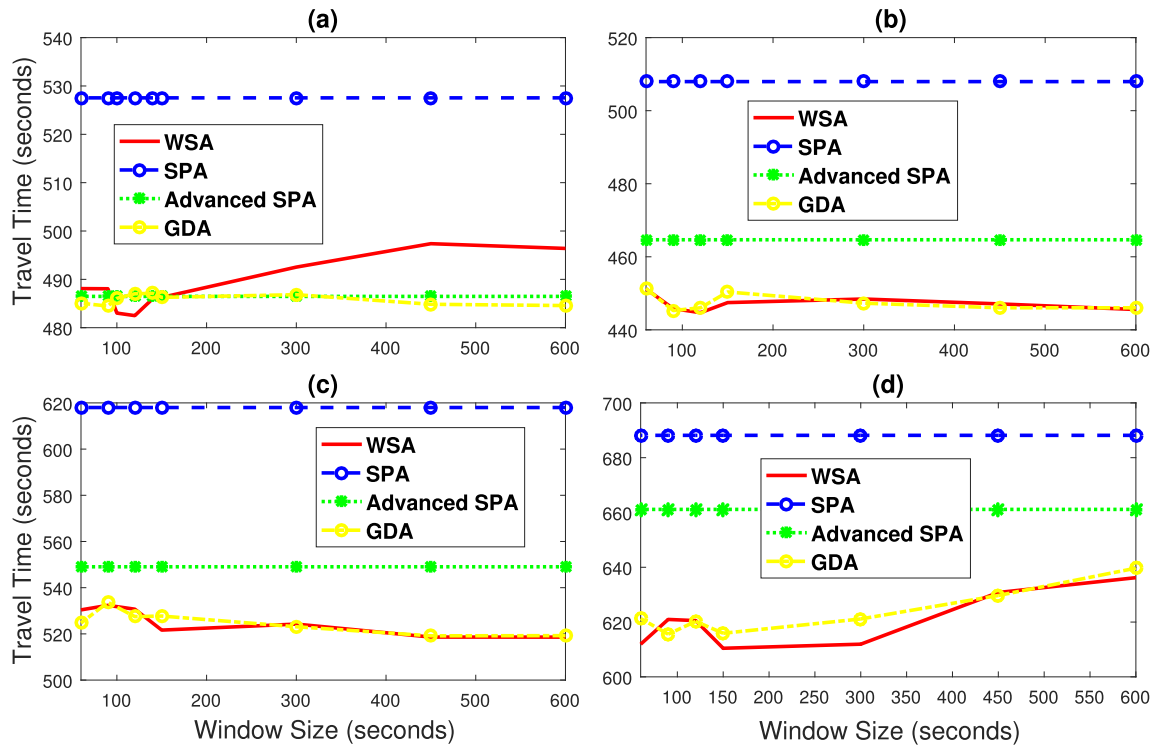 (a)
540
530
520
510
500
490
480
100
200
300
400
500
600
Travel Time (seconds)
WSA
SPA
Advanced SPA
GDA
(b)
520
500
480
460
440
100
200
300
400
500
600
WSA
SPA
Advanced SPA
GDA
(c)
620
600
580
560
540
520
500
100
200
300
400
500
600
Travel Time (seconds)
Window Size (seconds)
WSA
SPA
Advanced SPA
GDA
(d)
700
680
660
640
620
600
100
150
200
250
300
350
400
450
500
550
600
Window Size (seconds)
WSA
SPA
Advanced SPA
GDA